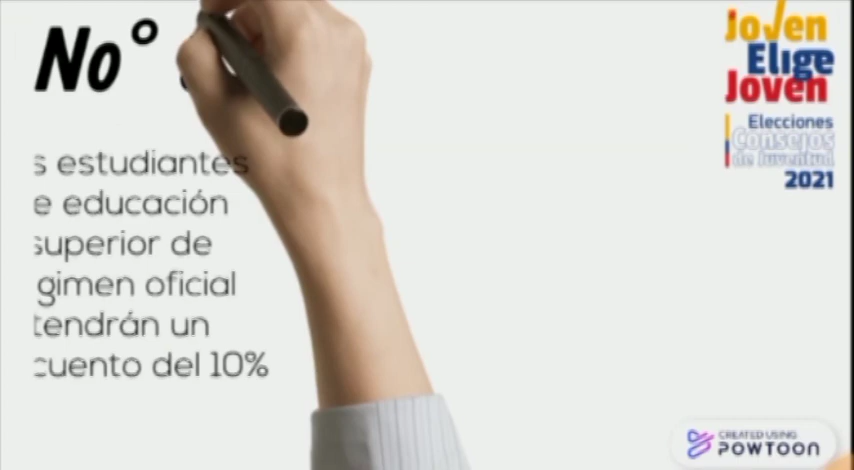 No°
s estudiantes
e educación
superior de
gimen oficial
tendrán un
cuento del 10%
Joven
Elige
Joven
Elecciones
Consejos
de Juventud
2021
CREATED USING
POWTOON